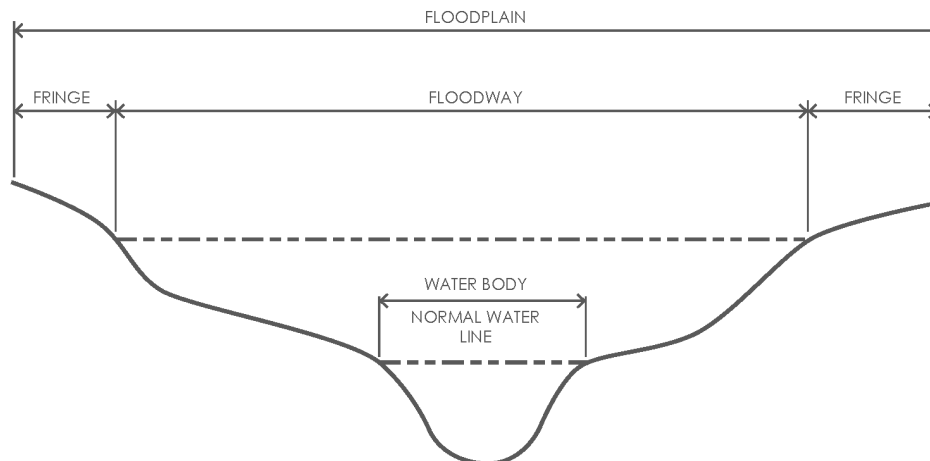 FLOODPLAIN
FRINGE
FLOODWAY
FRINGE
WATER BODY
NORMAL WATER
LINE